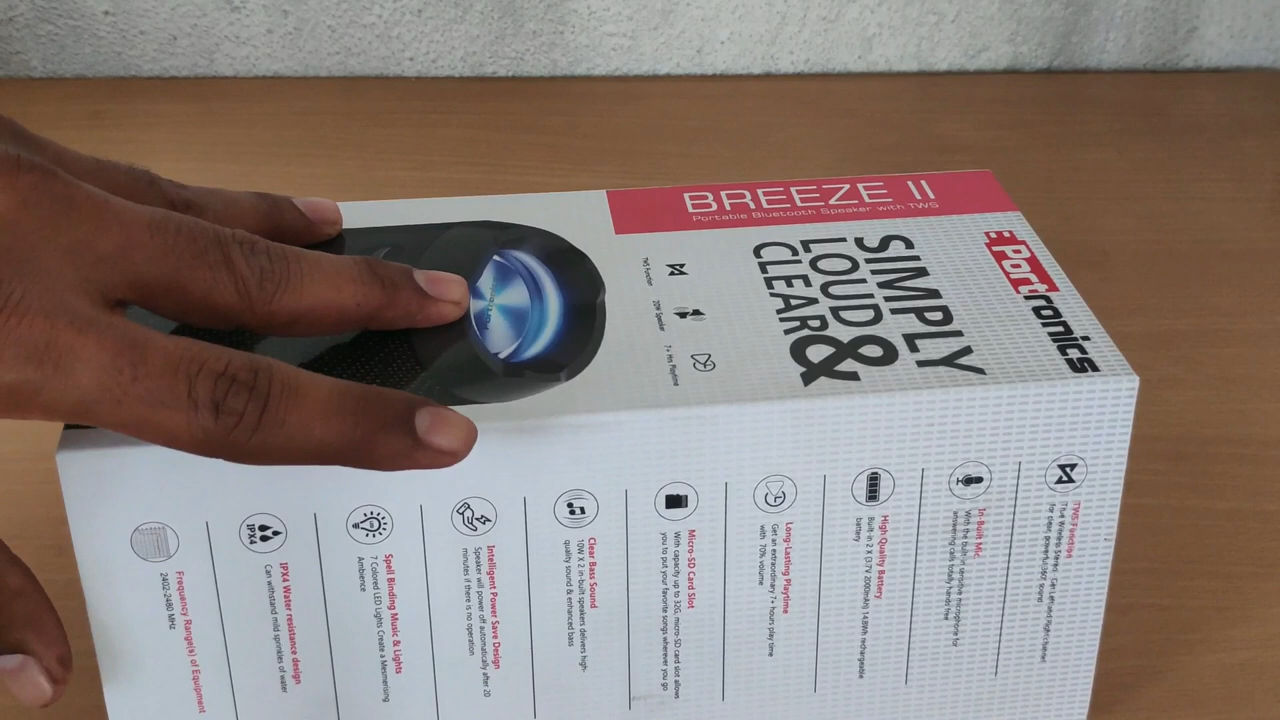 Portronics
BREEZE II
Portable Bluetooth Speaker with TWS
SIMPLY
LOUD &
CLEAR
TWS Function
20W Speaker
7+ Hrs Playtime
TWS Function
True Wireless Stereo - Get Left and Right channel
for clear powerful 360° sound
In-Built Mic
With the built in sensitive microphone for
answering calls totally hands free
High Quality Battery
Built-in 2 X (3.7V 2000mAh) 14.8Wh rechargeable
battery
Long-Lasting Playtime
Get an extraordinary 7+ hours play time
with 70% volume
Micro-SD Card Slot
With capacity up to 32G, micro-SD card slot allows
you to put your favorite songs wherever you go
Clear Bass Sound
10W X 2 in-built speakers delivers high-
quality sound & enhanced bass
Intelligent Power Save Design
Speaker will power off automatically after 20
minutes if there is no operation
Spell Binding Music & Lights
7 Colored LED Lights Create a Mesmerising
Ambience
IPX4
IPX4 Water resistance design
Can withstand mild sprinkles of water
Frequency Range(s) of Equipment
2402-2480 MHz